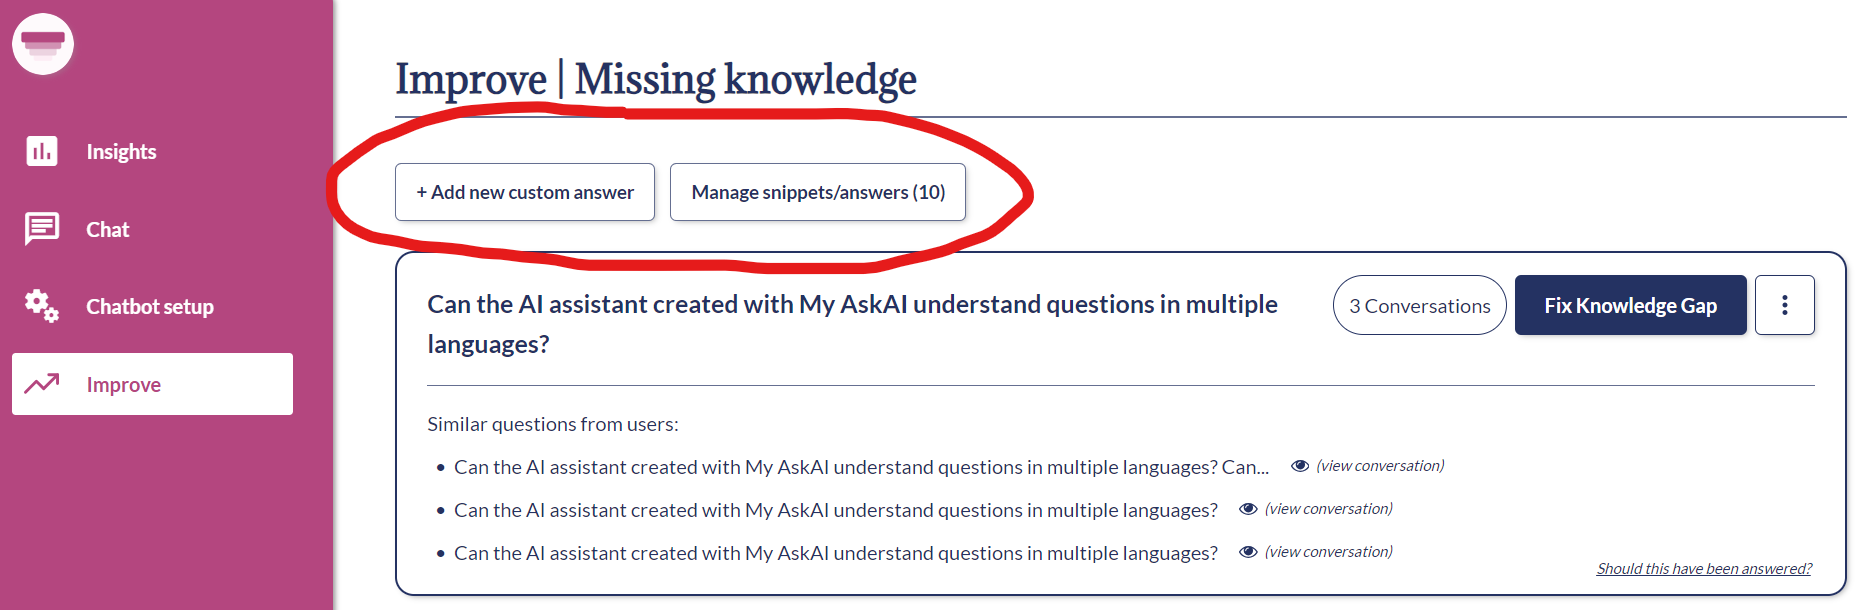 Improve | Missing knowledge
Insights
Chat
Chatbot setup
Improve
+ Add new custom answer
Manage snippets/answers (10)
Can the AI assistant created with My AskAI understand questions in multiple
languages?
3 Conversations
Fix Knowledge Gap
Similar questions from users:
• Can the AI assistant created with My AskAI understand questions in multiple languages? Can... (view conversation)
• Can the AI assistant created with My AskAI understand questions in multiple languages? (view conversation)
• Can the AI assistant created with My AskAI understand questions in multiple languages? (view conversation)
Should this have been answered?